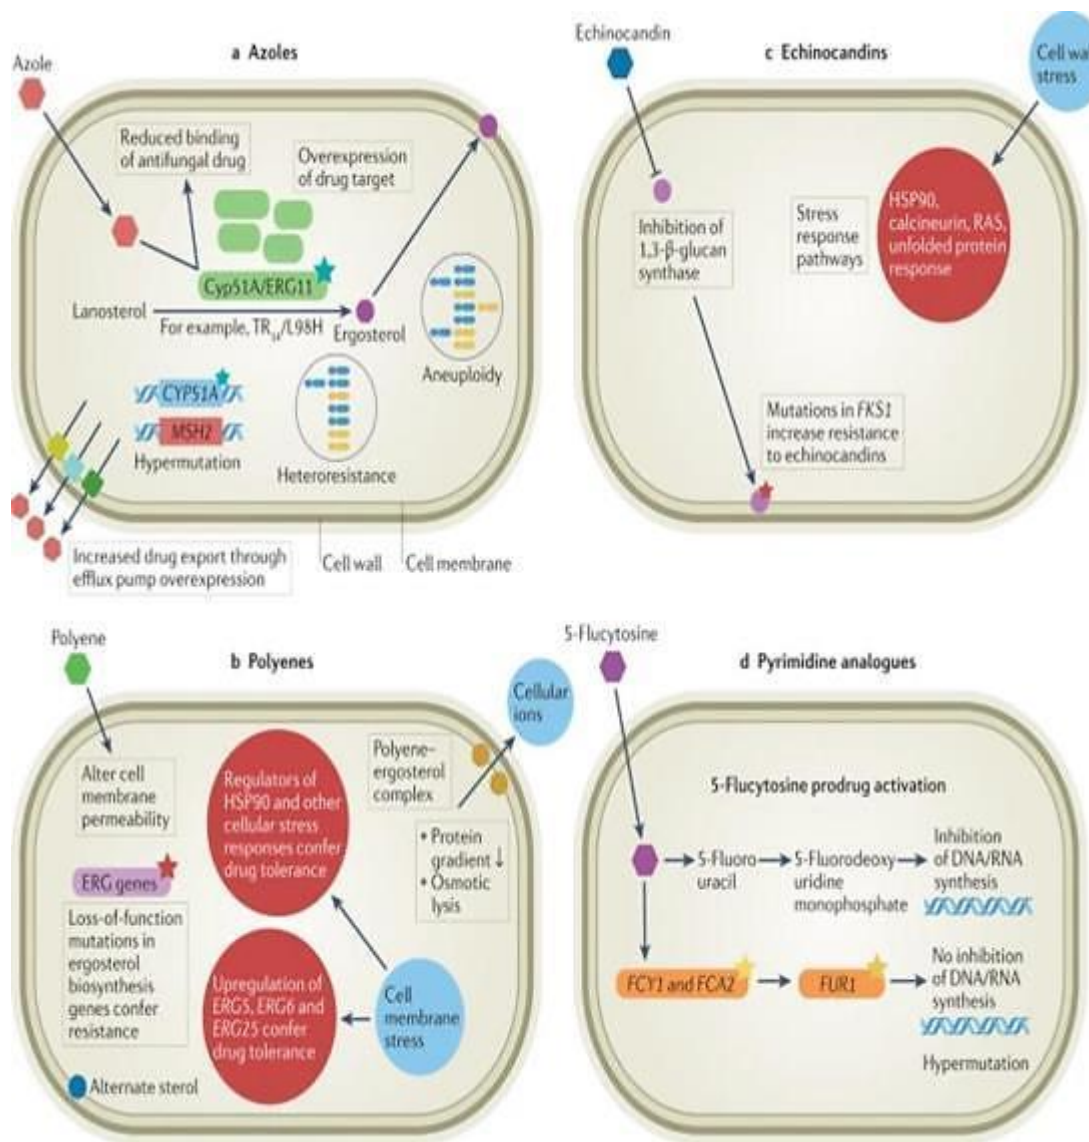 a Azoles
Azole
Reduced binding
of antifungal drug
Overexpression
of drug target
Cyp51A/ERG11
Lanosterol
For example, TR34/L98H
Ergosterol
Aneuploidy
CYP51A
MSH2
Hypermutation
Heteroresistance
Increased drug export through
efflux pump overexpression
Cell wall
Cell membrane
Echinocandin
c Echinocandins
Cell wa
stress
Inhibition of
1,3-β-glucan
synthase
Stress
response
pathways
HSP90,
calcineurin, RAS,
unfolded protein
response
Mutations in FKS1
increase resistance
to echinocandins
Polyene
b Polyenes
Cellular
ions
Alter cell
membrane
permeability
Regulators of
HSP90 and other
cellular stress
responses confer
drug tolerance
Polyene–
ergosterol
complex
• Protein
gradient ↓
• Osmotic
lysis
ERG genes
Loss-of-function
mutations in
ergosterol
biosynthesis
genes confer
resistance
Upregulation of
ERG5, ERG6 and
ERG25 confer
drug tolerance
Cell
membrane
stress
Alternate sterol
5-Flucytosine
d Pyrimidine analogues
5-Flucytosine prodrug activation
5-Fluoro
uracil
5-Fluorodeoxy
uridine
monophosphate
Inhibition
of DNA/RNA
synthesis
FCY1 and FCA2
FUR1
No inhibition
of DNA/RNA
synthesis
Hypermutation